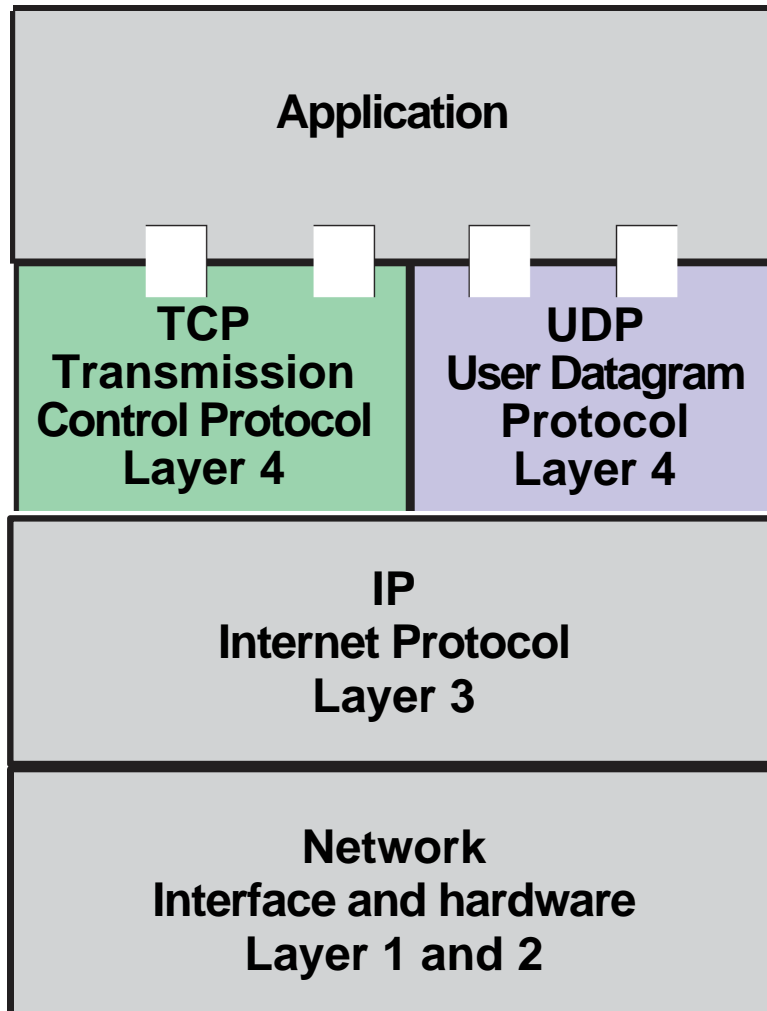 Application
TCP
Transmission
Control Protocol
Layer 4
UDP
User Datagram
Protocol
Layer 4
IP
Internet Protocol
Layer 3
Network
Interface and hardware
Layer 1 and 2